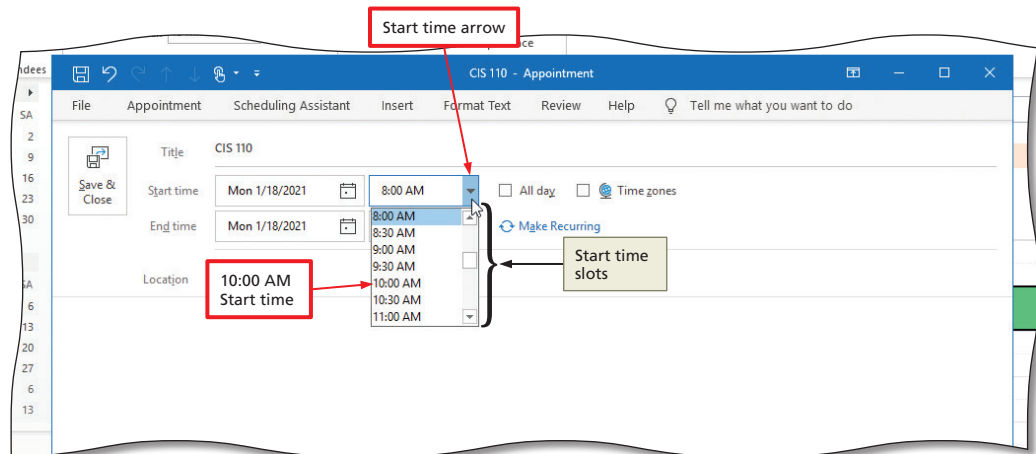 Start time arrow
ce
ndees
CIS 110 - Appointment
File Appointment Scheduling Assistant Insert Format Text Review Help Tell me what you want to do
SA
2
9
16
23
30
SA
6
13
20
27
6
13
Save & Close
Title CIS 110
Start time Mon 1/18/2021 8:00 AM All day Time zones
End time Mon 1/18/2021 Make Recurring
8:00 AM
8:30 AM
9:00 AM
9:30 AM
10:00 AM
10:30 AM
11:00 AM
Start time
slots
Location
10:00 AM
Start time